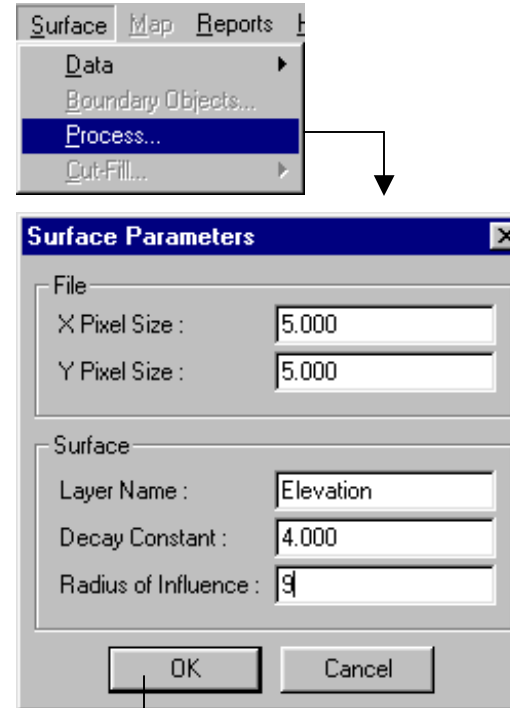 Surface Map Reports
Data
Boundary Objects...
Process...
Cut-Fill...
Surface Parameters
File
X Pixel Size : 5.000
Y Pixel Size : 5.000
Surface
Layer Name : Elevation
Decay Constant : 4.000
Radius of Influence : 9
OK Cancel